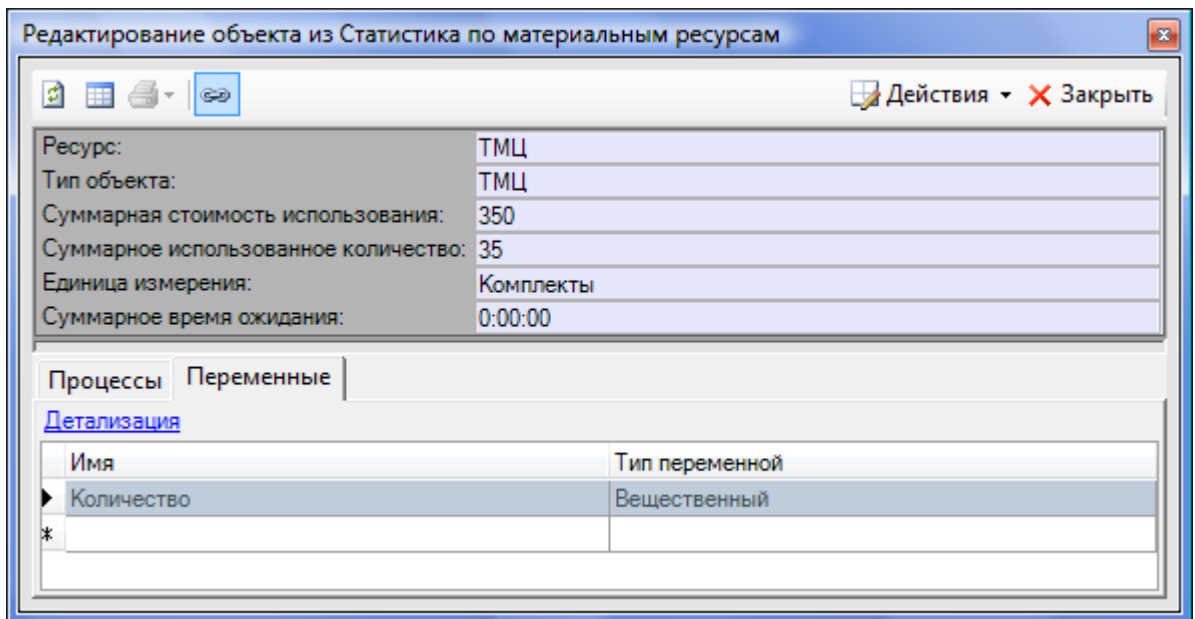 Редактирование объекта из Статистика по материальным ресурсам
Действия Закрыть
Ресурс: ТМЦ
Тип объекта: ТМЦ
Суммарная стоимость использования: 350
Суммарное использованное количество: 35
Единица измерения: Комплекты
Суммарное время ожидания: 0:00:00
Процессы Переменные
Детализация
Имя Тип переменной
Количество Вещественный